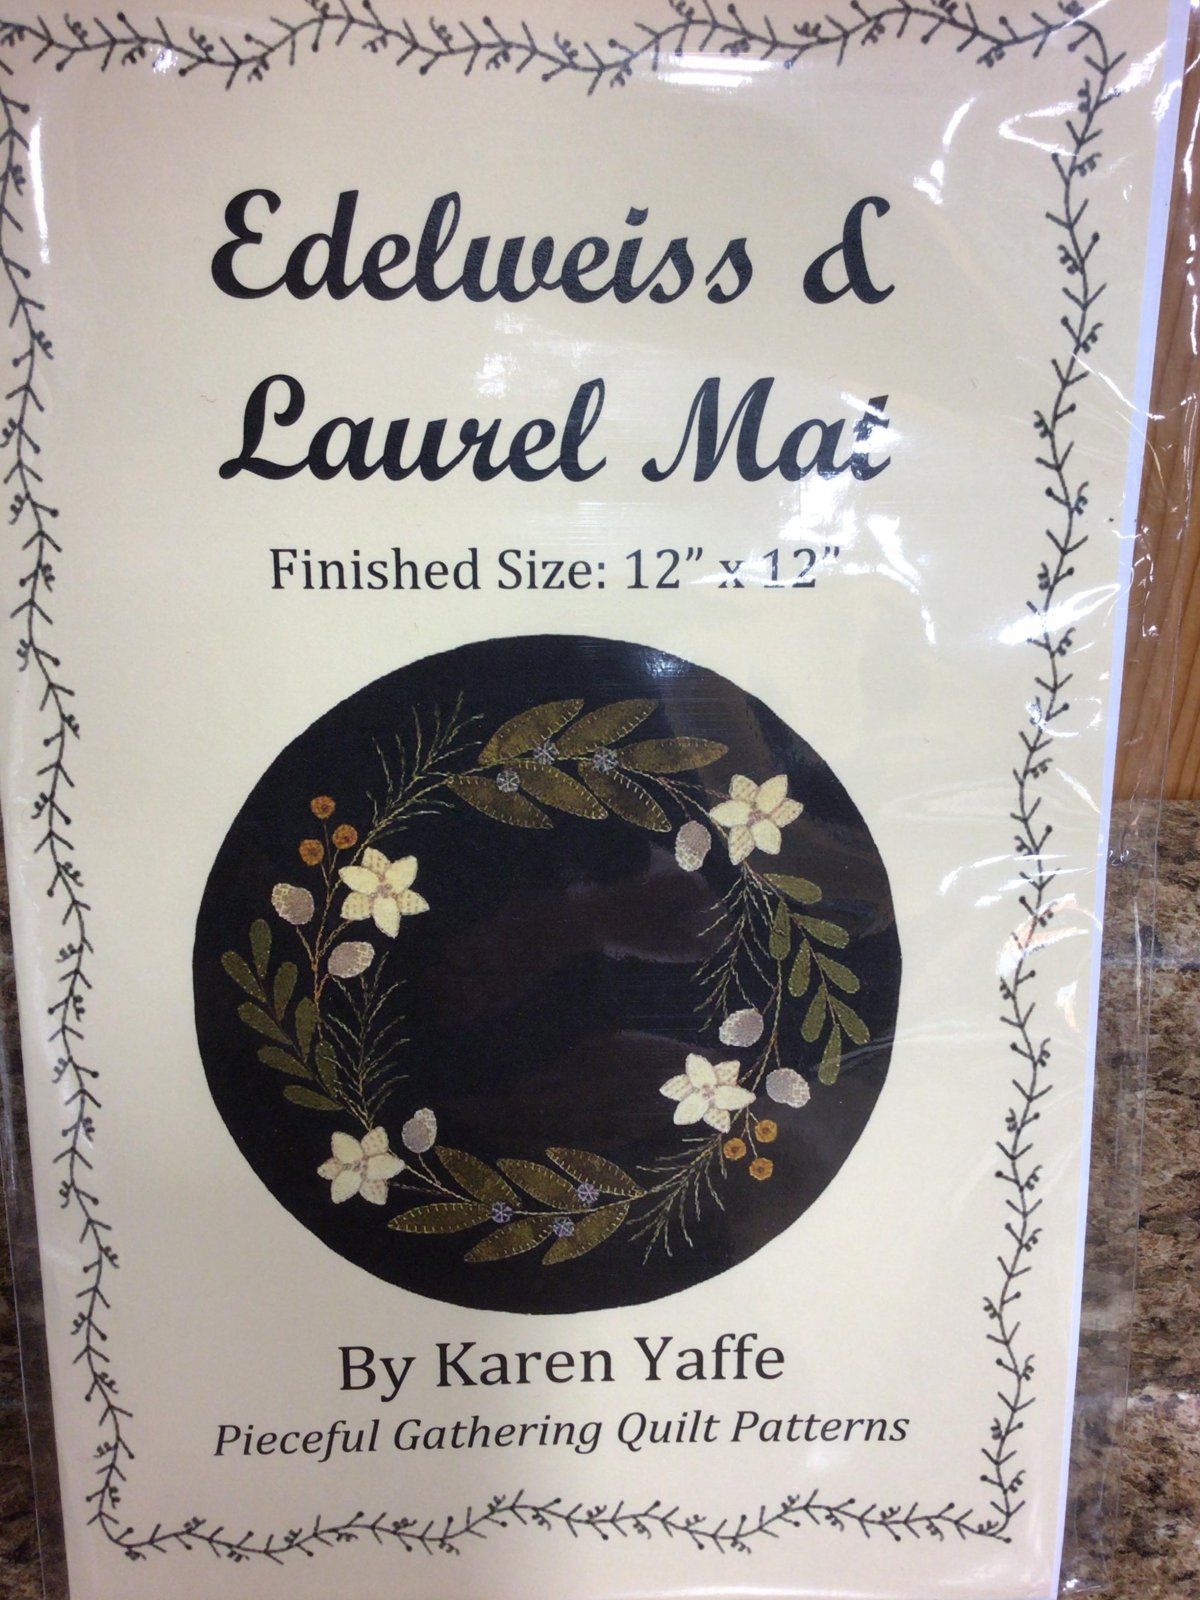 Edelweiss &
Laurel Mat
Finished Size: 12” x 12”
By Karen Yaffe
Pieceful Gathering Quilt Patterns